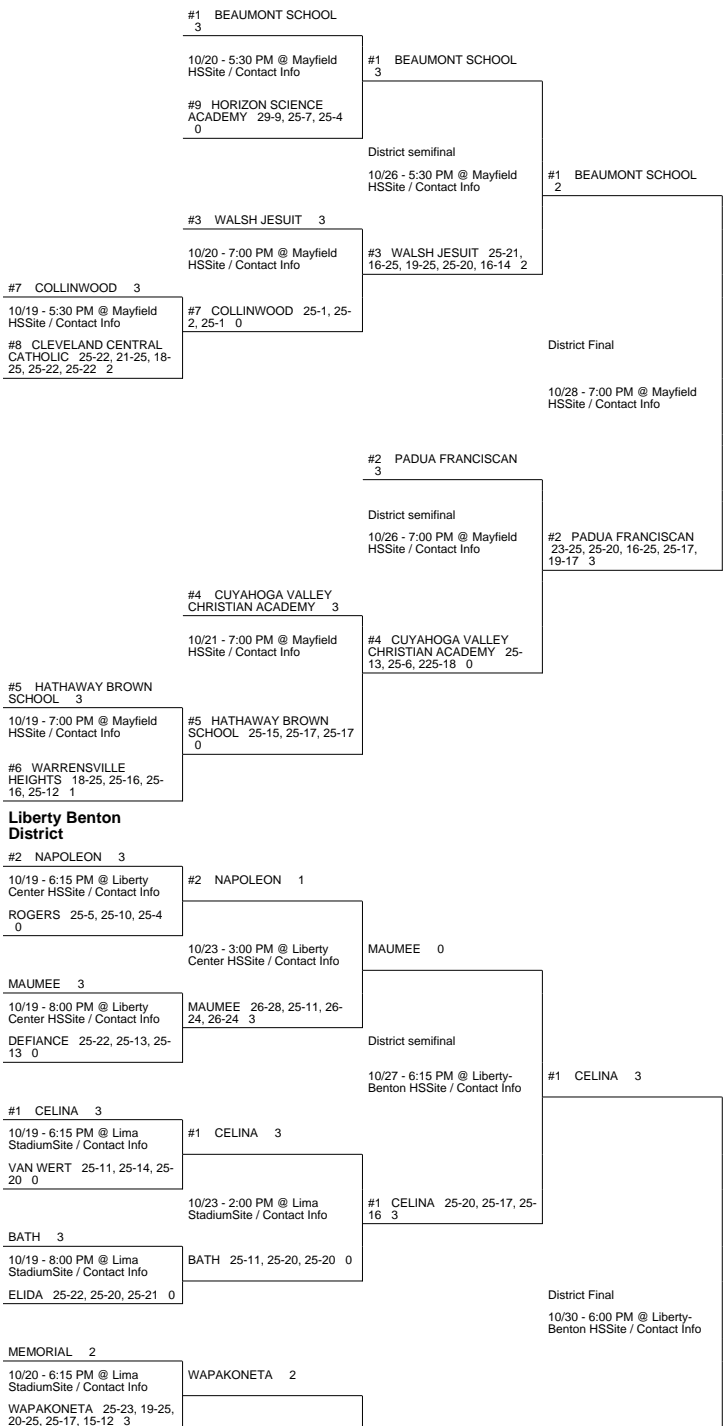 #1 BEAUMONT SCHOOL
3
10/20 - 5:30 PM @ Mayfield
HSSite / Contact Info
#9 HORIZON SCIENCE
ACADEMY 29-9, 25-7, 25-4
0
#1 BEAUMONT SCHOOL
3
District semifinal
10/26 - 5:30 PM @ Mayfield
HSSite / Contact Info
#1 BEAUMONT SCHOOL
2
#3 WALSH JESUIT 3
10/20 - 7:00 PM @ Mayfield
HSSite / Contact Info
#3 WALSH JESUIT 25-21,
16-25, 19-25, 25-20, 16-14 2
#7 COLLINWOOD 3
10/19 - 5:30 PM @ Mayfield
HSSite / Contact Info
#8 CLEVELAND CENTRAL
CATHOLIC 25-22, 21-25, 18-
25, 25-22, 25-22 2
#7 COLLINWOOD 25-1, 25-
2, 25-1 0
District Final
10/28 - 7:00 PM @ Mayfield
HSSite / Contact Info
#2 PADUA FRANCISCAN
3
District semifinal
10/26 - 7:00 PM @ Mayfield
HSSite / Contact Info
#2 PADUA FRANCISCAN
23-25, 25-20, 16-25, 25-17,
19-17 3
#4 CUYAHOGA VALLEY
CHRISTIAN ACADEMY 3
10/21 - 7:00 PM @ Mayfield
HSSite / Contact Info
#4 CUYAHOGA VALLEY
CHRISTIAN ACADEMY 25-
13, 25-6, 225-18 0
#5 HATHAWAY BROWN
SCHOOL 3
10/19 - 7:00 PM @ Mayfield
HSSite / Contact Info
#6 WARRENSVILLE
HEIGHTS 18-25, 25-16, 25-
16, 25-12 1
#5 HATHAWAY BROWN
SCHOOL 25-15, 25-17, 25-17
0
Liberty Benton
District
#2 NAPOLEON 3
10/19 - 6:15 PM @ Liberty
Center HSSite / Contact Info
ROGERS 25-5, 25-10, 25-4
0
#2 NAPOLEON 1
10/23 - 3:00 PM @ Liberty
Center HSSite / Contact Info
MAUMEE 0
MAUMEE 3
10/19 - 8:00 PM @ Liberty
Center HSSite / Contact Info
DEFIANCE 25-22, 25-13, 25-
13 0
MAUMEE 26-28, 25-11, 26-
24, 26-24 3
District semifinal
10/27 - 6:15 PM @ Liberty-
Benton HSSite / Contact Info
#1 CELINA 3
#1 CELINA 3
10/19 - 6:15 PM @ Lima
StadiumSite / Contact Info
VAN WERT 25-11, 25-14, 25-
20 0
#1 CELINA 3
10/23 - 2:00 PM @ Lima
StadiumSite / Contact Info
#1 CELINA 25-20, 25-17, 25-
16 3
BATH 3
10/19 - 8:00 PM @ Lima
StadiumSite / Contact Info
ELIDA 25-22, 25-20, 25-21 0
BATH 25-11, 25-20, 25-20 0
District Final
10/30 - 6:00 PM @ Liberty-
Benton HSSite / Contact Info
MEMORIAL 2
10/20 - 6:15 PM @ Lima
StadiumSite / Contact Info
WAPAKONETA 25-23, 19-25,
20-25, 25-17, 15-12 3
WAPAKONETA 2